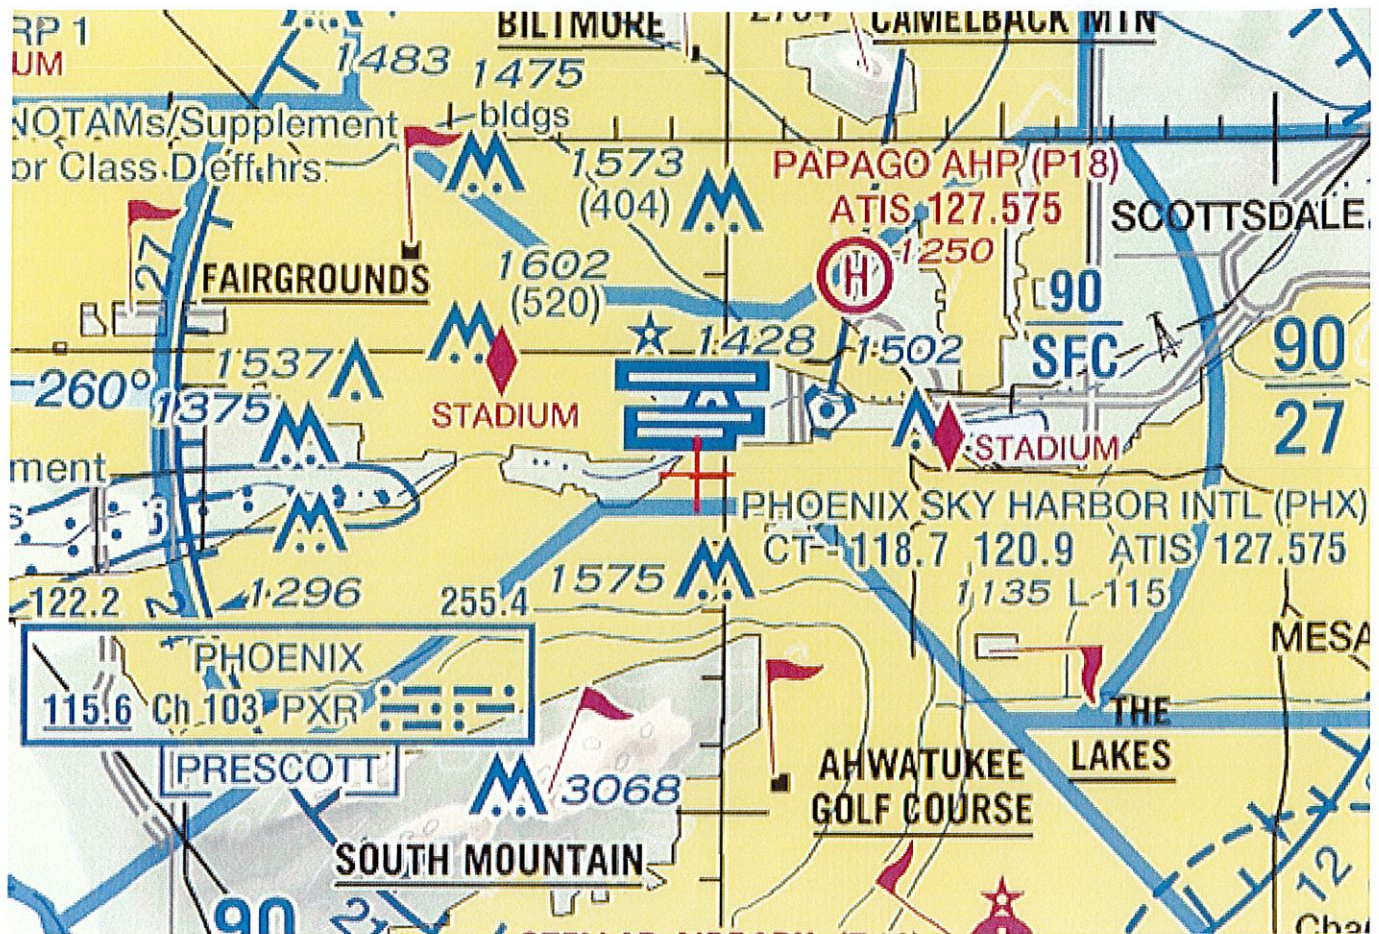 RP 1
UM
BILTMORE
2704
CAMELBACK MTN
1483
1475
bldgs
NOTAMs/Supplement
or Class D eff hrs.
1573
(404)
PAPAGO AHP (P18)
ATIS 127.575
1250
SCOTTSDALE
27
FAIRGROUNDS
1602
(520)
H
90
SFC
1428
1502
90
27
1537
260°
1375
STADIUM
STADIUM
ment
s
PHOENIX SKY HARBOR INTL (PHX)
CT - 118.7 120.9 ATIS 127.575
1135 L 115
122.2
1296
255.4
1575
MESA
PHOENIX
115.6 Ch 103 PXR
PRESCOTT
3068
SOUTH MOUNTAIN
AHWATUKEE
GOLF COURSE
THE
LAKES
90
21
12
Cha